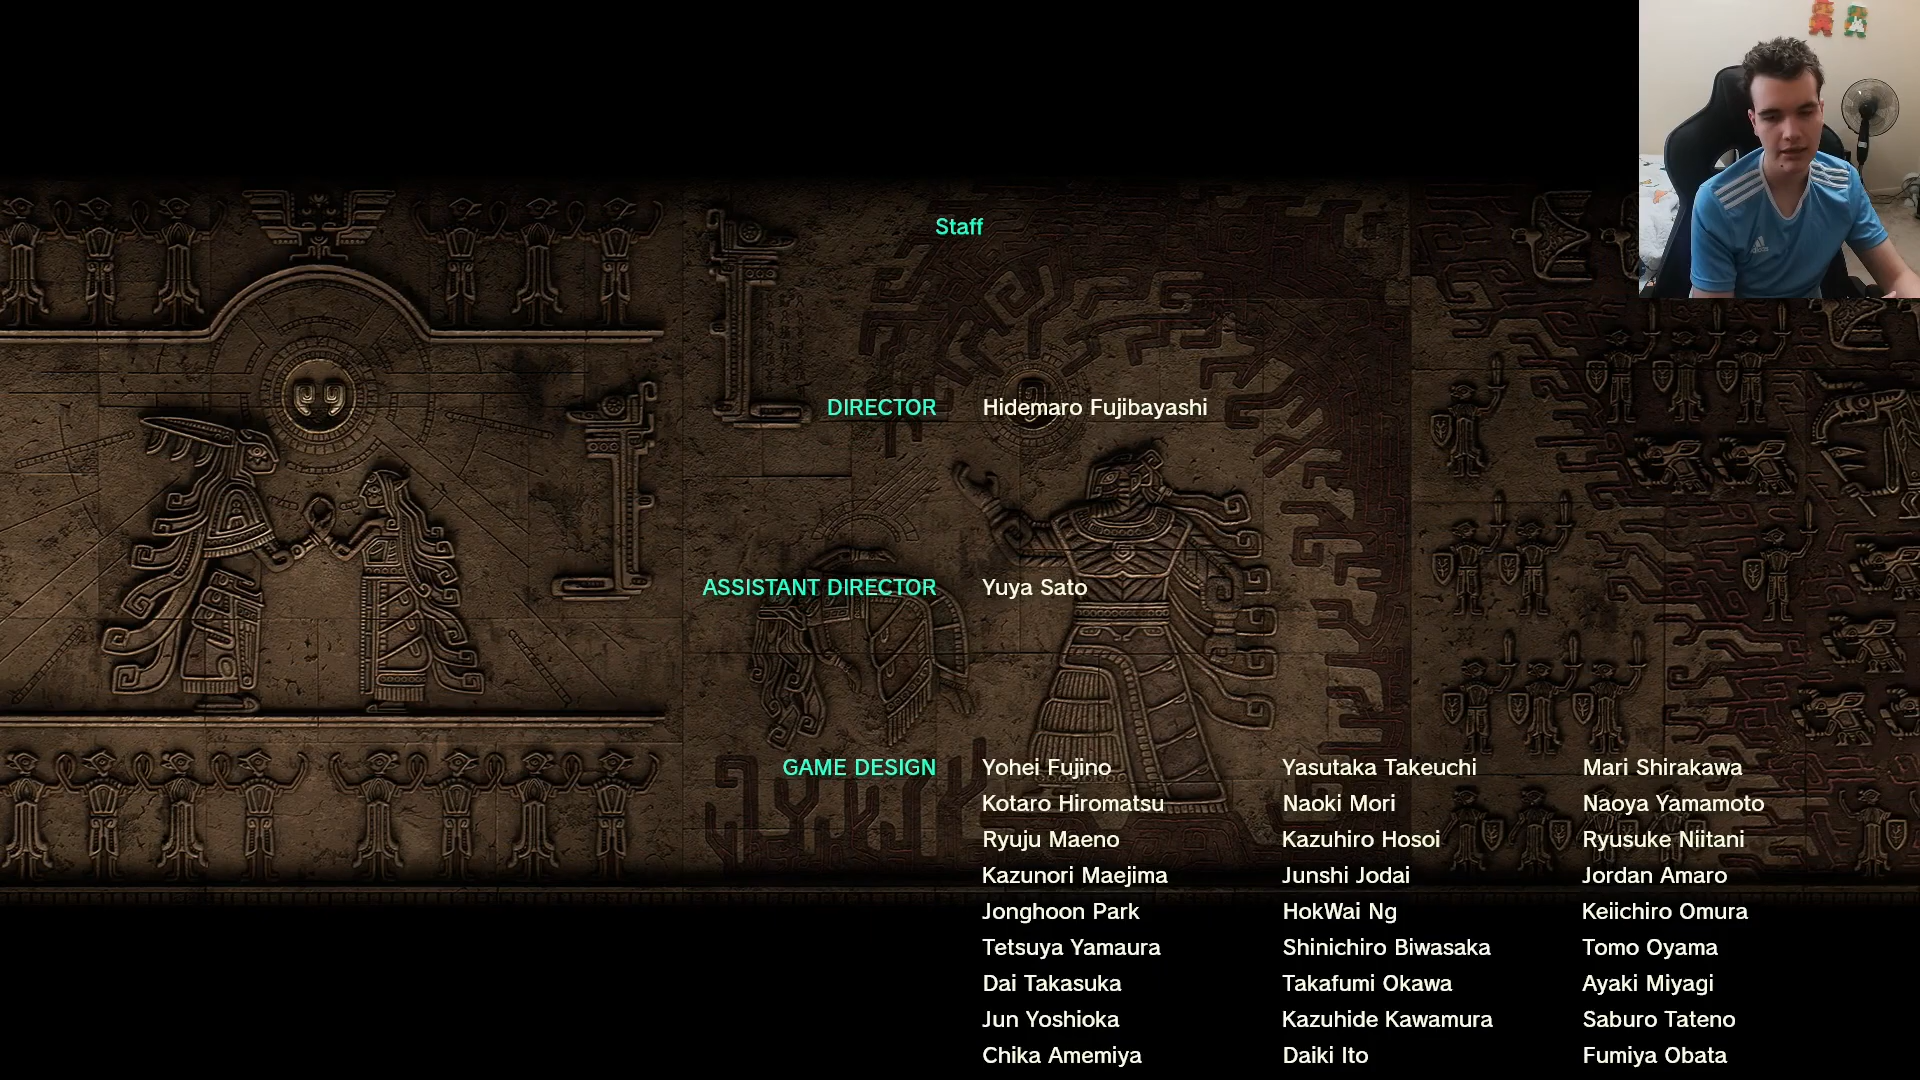 Staff
DIRECTOR Hidemaro Fujibayashi
ASSISTANT DIRECTOR Yuya Sato
GAME DESIGN Yohei Fujino Yasutaka Takeuchi Mari Shirakawa
Kotaro Hiromatsu Naoki Mori Naoya Yamamoto
Ryuju Maeno Kazuhiro Hosoi Ryusuke Niitani
Kazunori Maejima Junshi Jodai Jordan Amaro
Jonghoon Park HokWai Ng Keiichiro Omura
Tetsuya Yamaura Shinichiro Biwasaka Tomo Oyama
Dai Takasuka Takafumi Okawa Ayaki Miyagi
Jun Yoshioka Kazuhide Kawamura Saburo Tateno
Chika Amemiya Daiki Ito Fumiya Obata